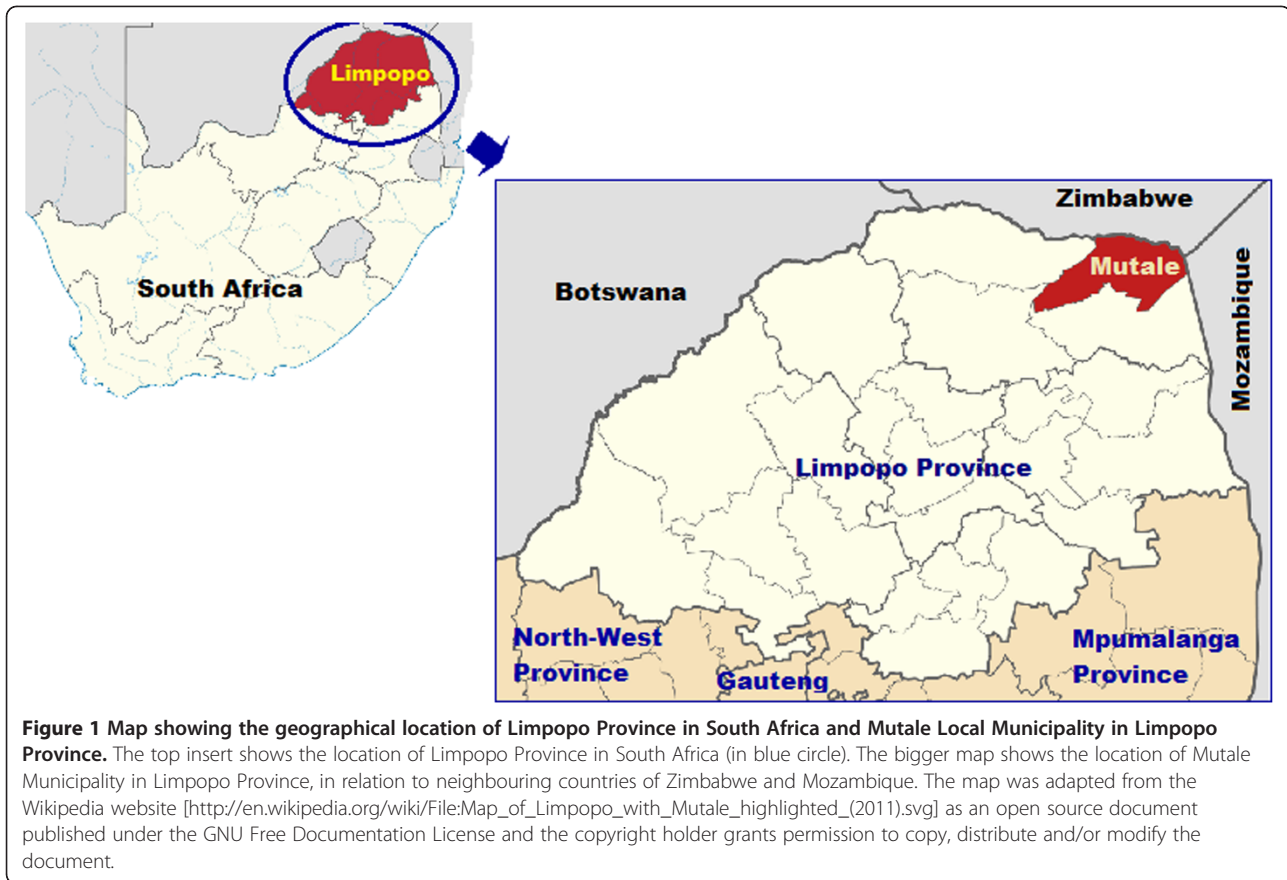 Limpopo
South Africa
Zimbabwe
Mutale
Botswana
Mozambique
Limpopo Province
North-West
Province
Gauteng
Mpumalanga
Province
Figure 1 Map showing the geographical location of Limpopo Province in South Africa and Mutale Local Municipality in Limpopo
Province. The top insert shows the location of Limpopo Province in South Africa (in blue circle). The bigger map shows the location of Mutale
Municipality in Limpopo Province, in relation to neighbouring countries of Zimbabwe and Mozambique. The map was adapted from the
Wikipedia website [http://en.wikipedia.org/wiki/File:Map_of_Limpopo_with_Mutale_highlighted_(2011).svg] as an open source document
published under the GNU Free Documentation License and the copyright holder grants permission to copy, distribute and/or modify the
document.